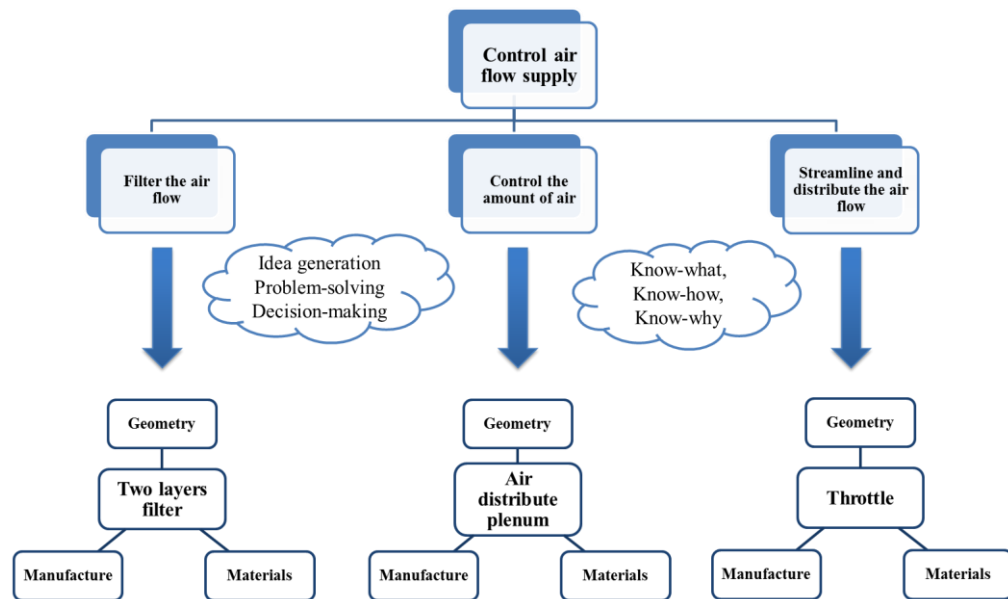 Control air
flow supply
Filter the air
flow
Control the
amount of air
Streamline and
distribute the air
flow
Idea generation
Problem-solving
Decision-making
Know-what,
Know-how,
Know-why
Geometry
Two layers
filter
Manufacture
Materials
Geometry
Air
distribute
plenum
Manufacture
Materials
Geometry
Throttle
Manufacture
Materials